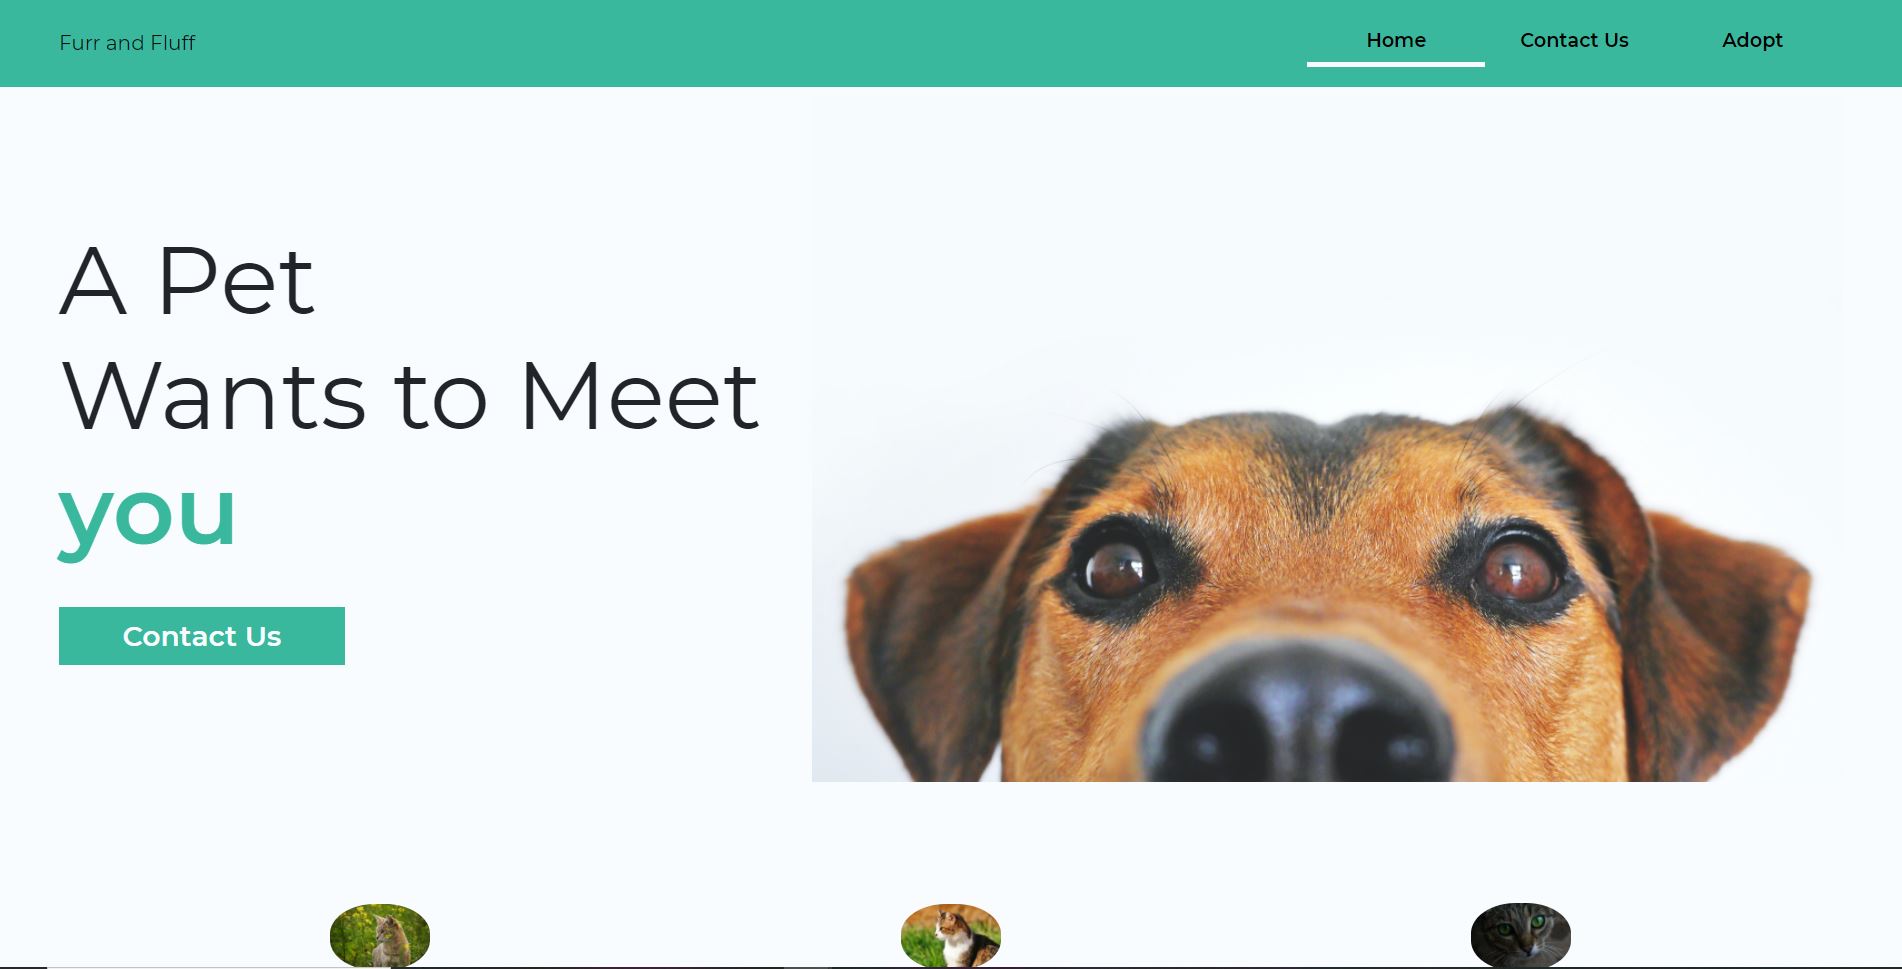 Furr and Fluff
Home
Contact Us
Adopt
A Pet
Wants to Meet
you
Contact Us